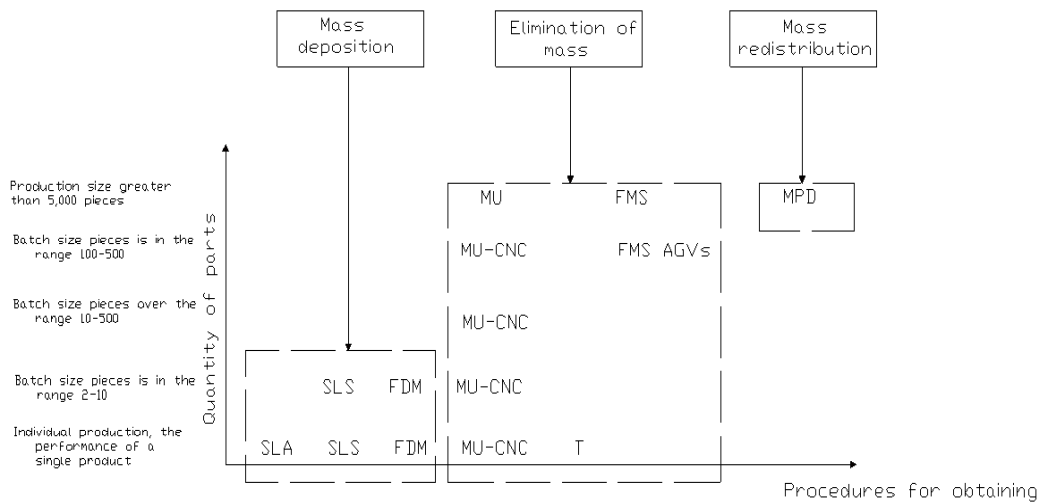 Mass
deposition
Elimination of
mass
Mass
redistribution
Production size greater
than 5,000 pieces
MU FMS MPD
Batch size pieces is in the
range 100-500
MU-CNC FMS AGVs
Batch size pieces over the
range 10-500
MU-CNC
Batch size pieces is in the
range 2-10
SLS FDM MU-CNC
Individual production, the
performance of a
single product
SLA SLS FDM MU-CNC T
Quantity of parts
Procedures for obtaining